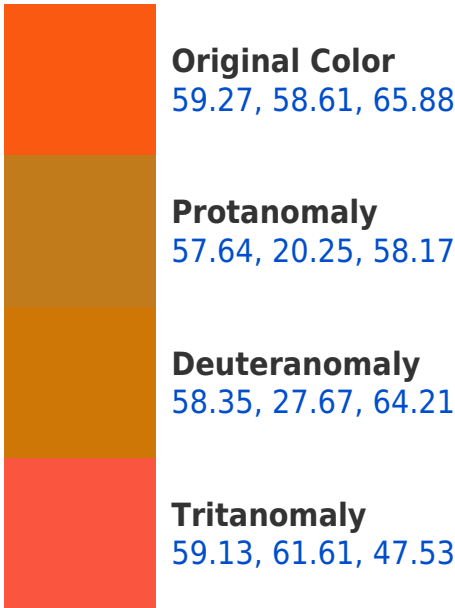 Original Color
59.27, 58.61, 65.88
Protanomaly
57.64, 20.25, 58.17
Deuteranomaly
58.35, 27.67, 64.21
Tritanomaly
59.13, 61.61, 47.53